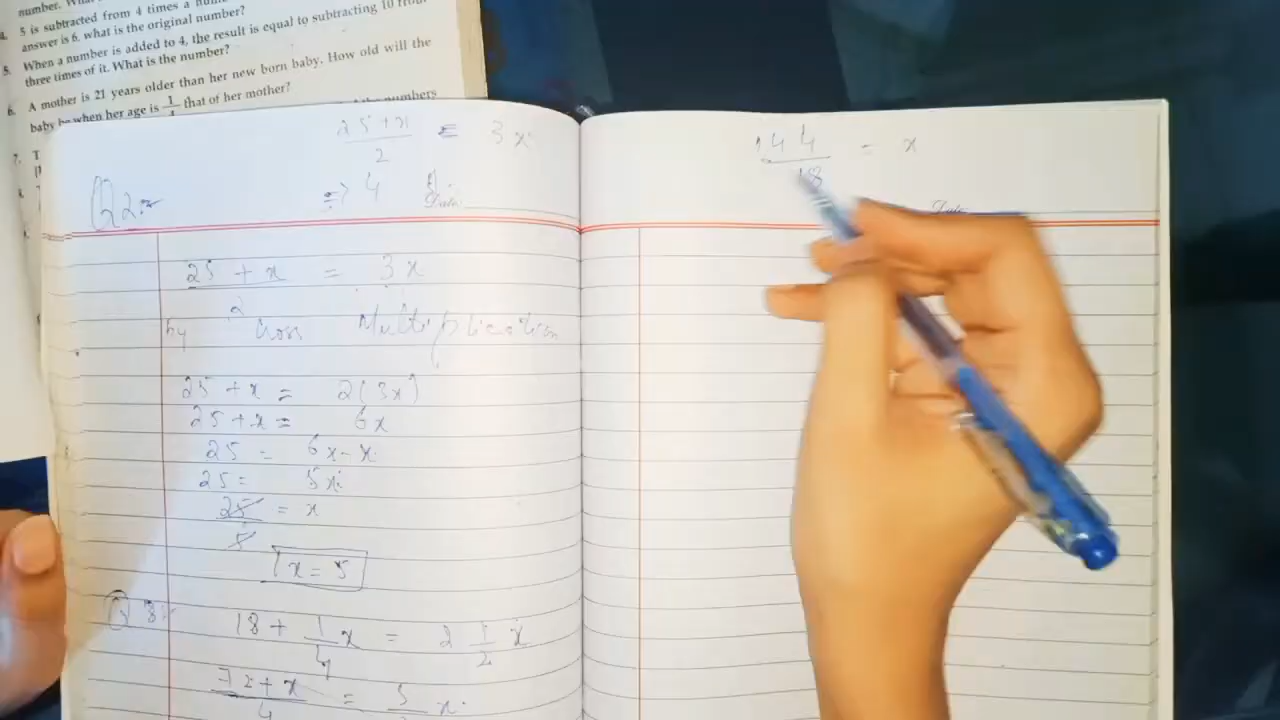 number.
5 is subtracted from 4 times a
answer is 6. what is the original number?
5. When a number is added to 4, the result is equal to subtracting 10 from
three times of it. What is the number?
6. A mother is 21 years older than her new born baby. How old will the
baby be when her age is 1/ that of her mother?
numbers
7. T
25+x/2 = 3x
=> 4
Date:
Q2
25 + x/2 = 3x
by Cross Multiplication
25 + x = 2(3x)
25 + x = 6x
25 = 6x - x
25 = 5x
25/5 = x
x = 5
Q3
18 + 1/4 x = 2 1/2 x
72 + x/4 = 5/ x
144/18 = x
Date: